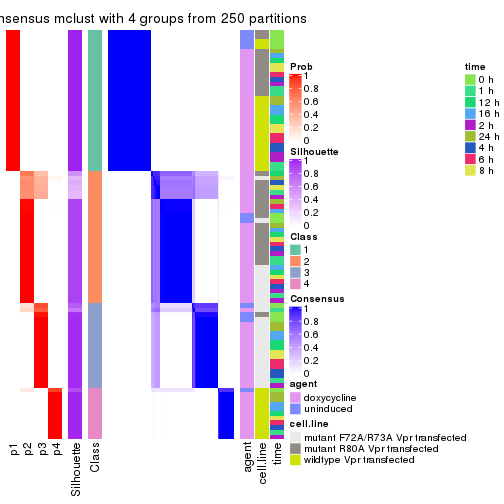 nsensus mclust with 4 groups from 250 partitions
Prob
1
0.8
0.6
0.4
0.2
0
Silhouette
1
0.8
0.6
0.4
0.2
0
Class
1
2
3
4
Consensus
1
0.8
0.6
0.4
0.2
0
agent
doxycycline
uninduced
cell.line
mutant F72A/R73A Vpr transfected
mutant R80A Vpr transfected
wildtype Vpr transfected
time
0 h
1 h
12 h
16 h
2 h
24 h
4 h
6 h
8 h
p1
p2
p3
p4
Silhouette
Class
agent
cell.line
time